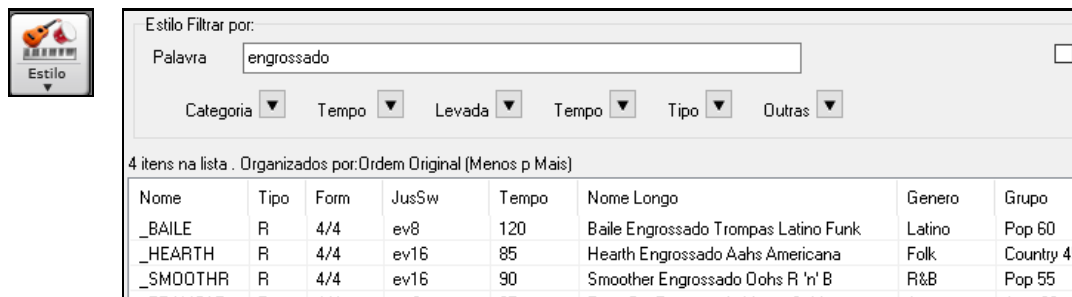 Estilo
Estilo Filtrar por:
Palavra engrossado
Categoria Tempo Levada Tempo Tipo Outras
4 itens na lista . Organizados por:Ordem Original (Menos p Mais)
Nome Tipo Form JusSw Tempo Nome Longo Genero Grupo
_BAILE R 4/4 ev8 120 Baile Engrossado Trompas Latino Funk Latino Pop 60
_HEARTH R 4/4 ev16 85 Hearth Engrossado Aahs Americana Folk Country 4
_SMOOTHR R 4/4 ev16 90 Smoother Engrossado Oohs R 'n' B R&B Pop 55